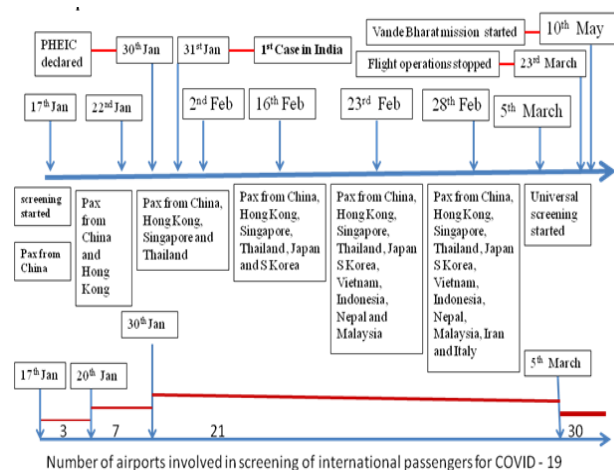 Vande Bharat mission started
10th May
PHEIC
declared
30th Jan
31st Jan
1st Case in India
Flight operations stopped
23rd March
17th Jan
22nd Jan
2nd Feb
16th Feb
23rd Feb
28th Feb
5th March
screening
started
Pax from
China
Pax
from
China
and
Hong
Kong
Pax from China,
Hong Kong,
Singapore and
Thailand
Pax from China,
Hong Kong,
Singapore,
Thailand, Japan
and S Korea
Pax from China,
Hong Kong,
Singapore,
Thailand, Japan
S Korea,
Vietnam,
Indonesia,
Nepal and
Malaysia
Pax from China,
Hong Kong,
Singapore,
Thailand, Japan
S Korea,
Vietnam,
Indonesia,
Nepal,
Malaysia, Iran
and Italy
Universal
screening
started
30th Jan
17th Jan
20th Jan
5th March
3
7
21
30
Number of airports involved in screening of international passengers for COVID - 19